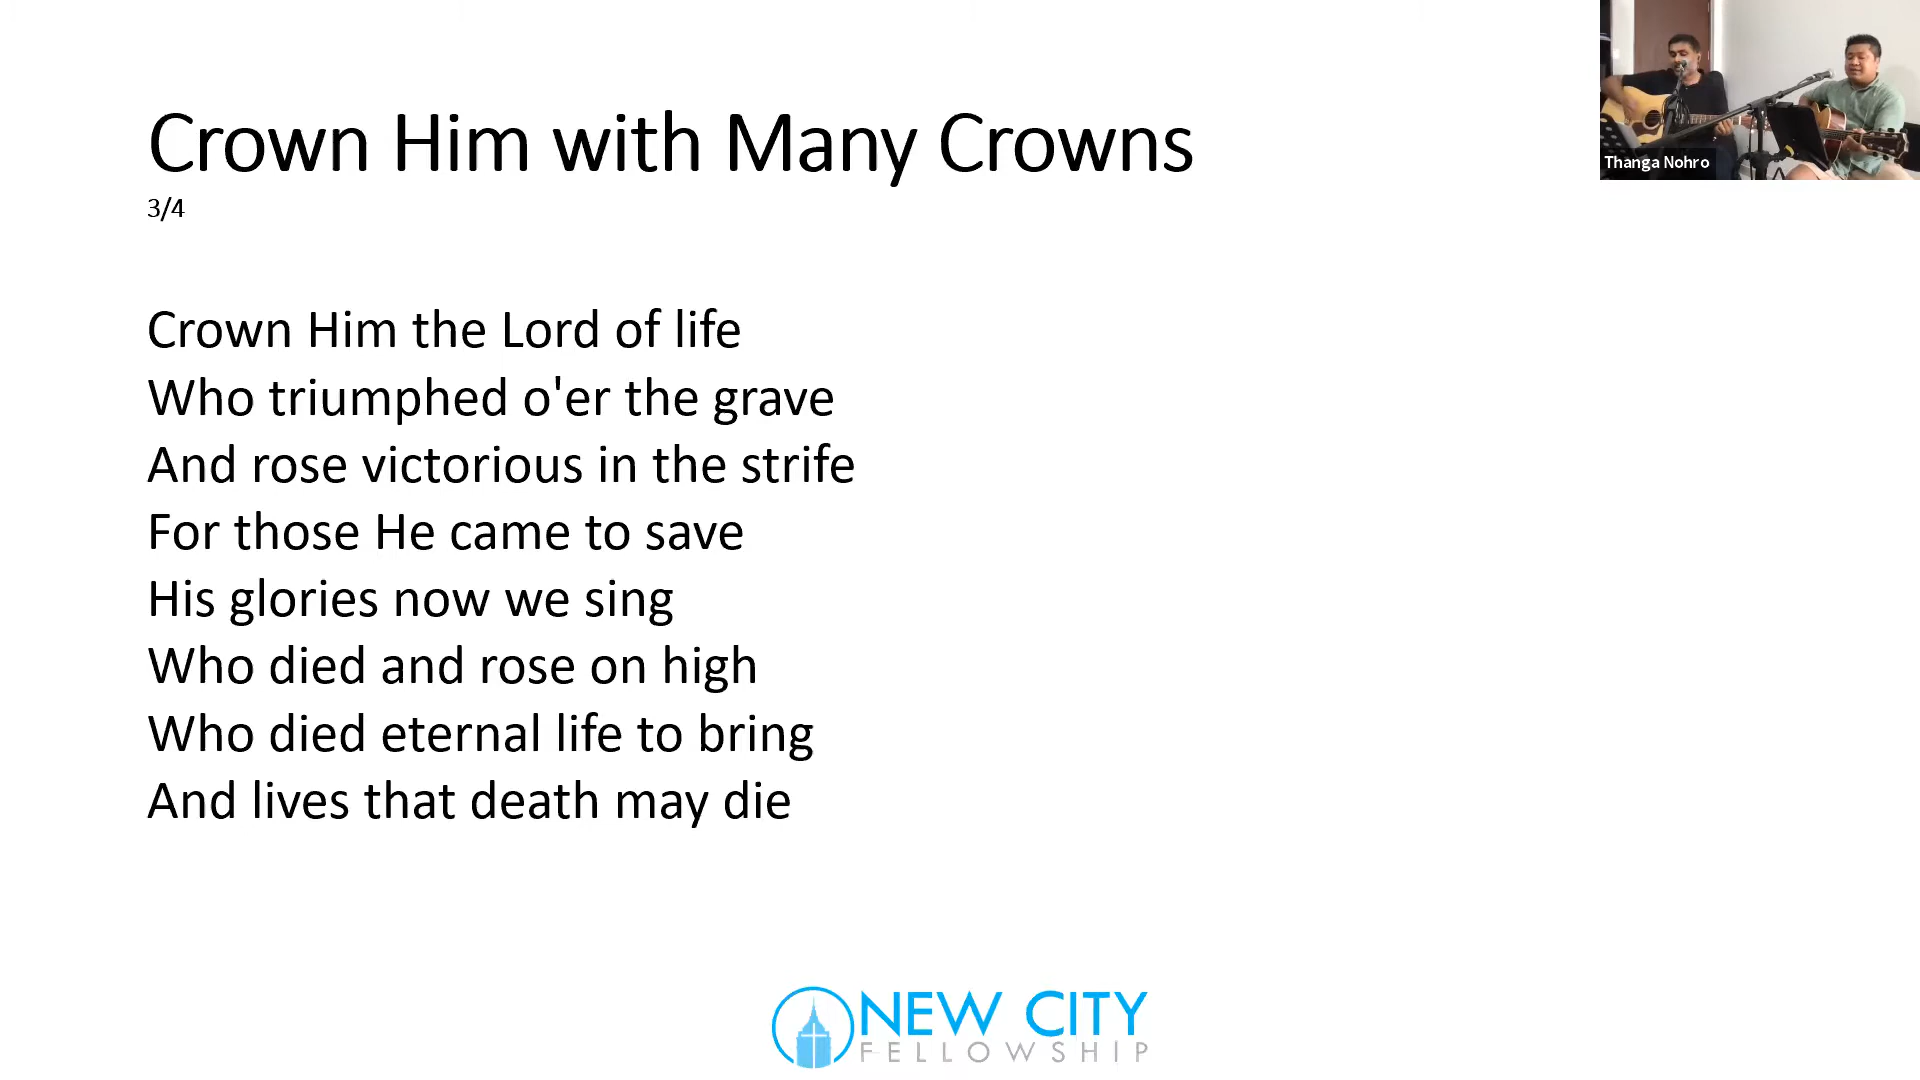 Crown Him with Many Crowns
3/4
Crown Him the Lord of life
Who triumphed o'er the grave
And rose victorious in the strife
For those He came to save
His glories now we sing
Who died and rose on high
Who died eternal life to bring
And lives that death may die
Thanga Nohro
NEW CITY
FELLOWSHIP